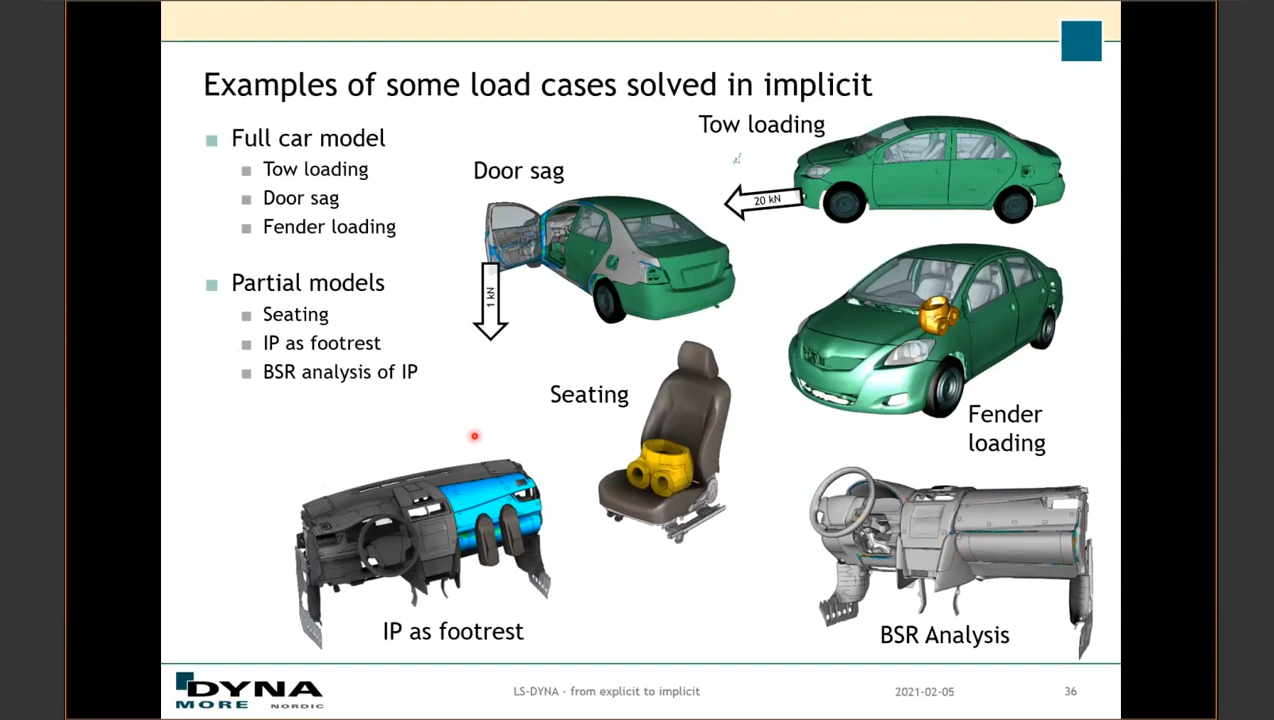 Examples of some load cases solved in implicit
Full car model
Tow loading
Door sag
Fender loading
Partial models
Seating
IP as footrest
BSR analysis of IP
Tow loading
20 kN
Door sag
1 kN
Fender
loading
Seating
IP as footrest
BSR Analysis
DYNA
MORE NORDIC
LS-DYNA - from explicit to implicit
2021-02-05
36